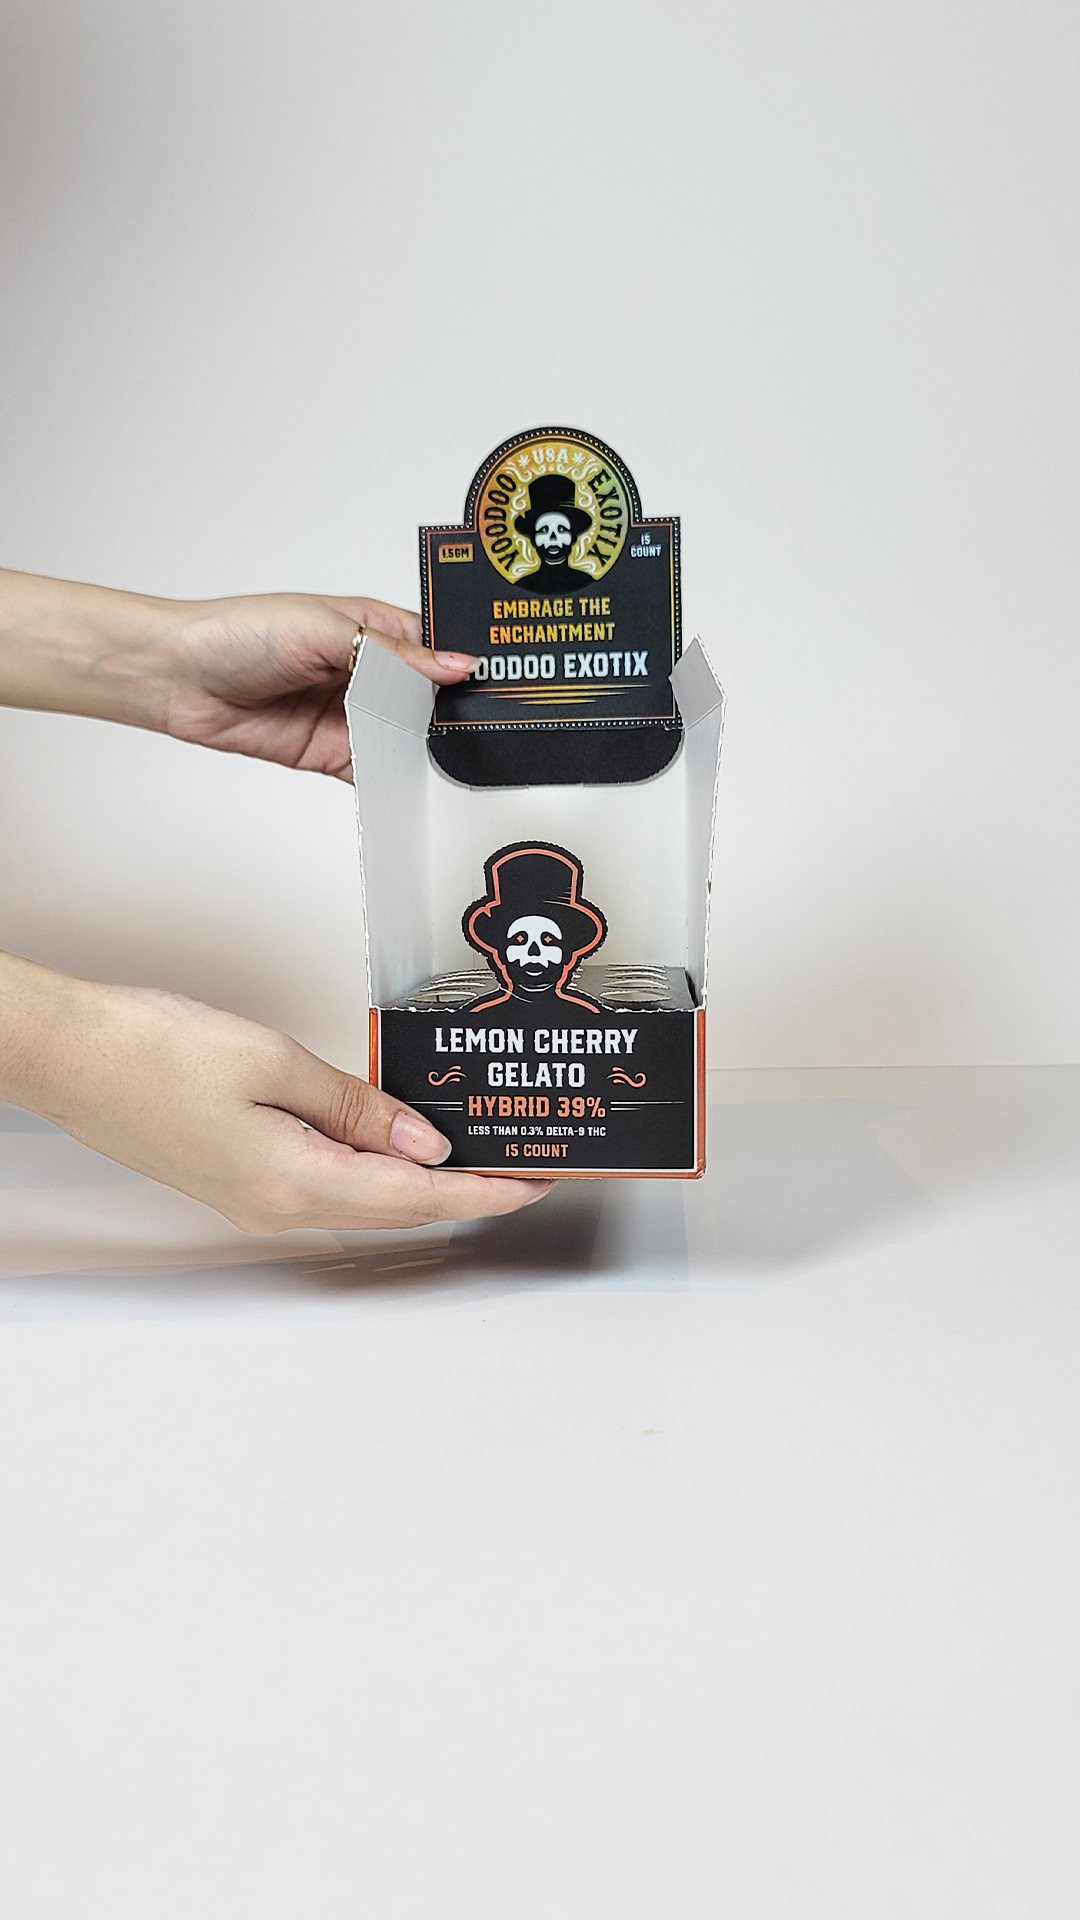 USA
VOODOO EXOTIX
1.5GM
15
COUNT
EMBRAGE THE
ENCHANTMENT
OODOO EXOTIX
LEMON CHERRY
GELATO
HYBRID 39%
LESS THAN 0.3% DELTA-9 THC
15 COUNT